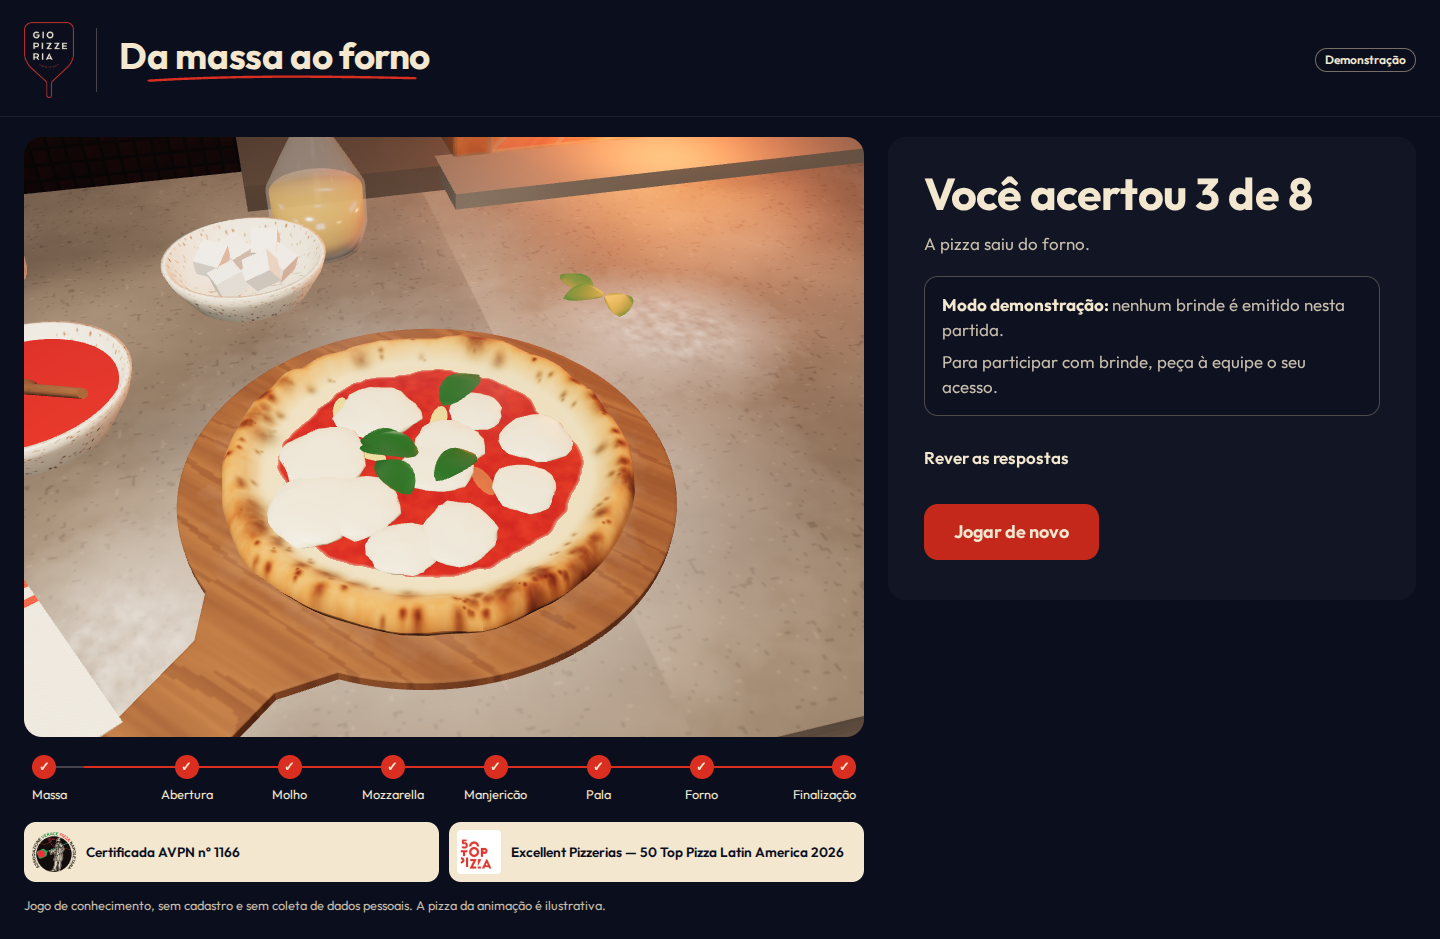 GIO
PIZZE
RIA
Da massa ao forno
Demonstração
Você acertou 3 de 8
A pizza saiu do forno.
Modo demonstração: nenhum brinde é emitido nesta
partida.
Para participar com brinde, peça à equipe o seu
acesso.
Rever as respostas
Jogar de novo
Massa
Abertura
Molho
Mozzarella
Manjericão
Pala
Forno
Finalização
Certificada AVPN nº 1166
5
TOP
PIZZA
Excellent Pizzerias — 50 Top Pizza Latin America 2026
Jogo de conhecimento, sem cadastro e sem coleta de dados pessoais. A pizza da animação é ilustrativa.